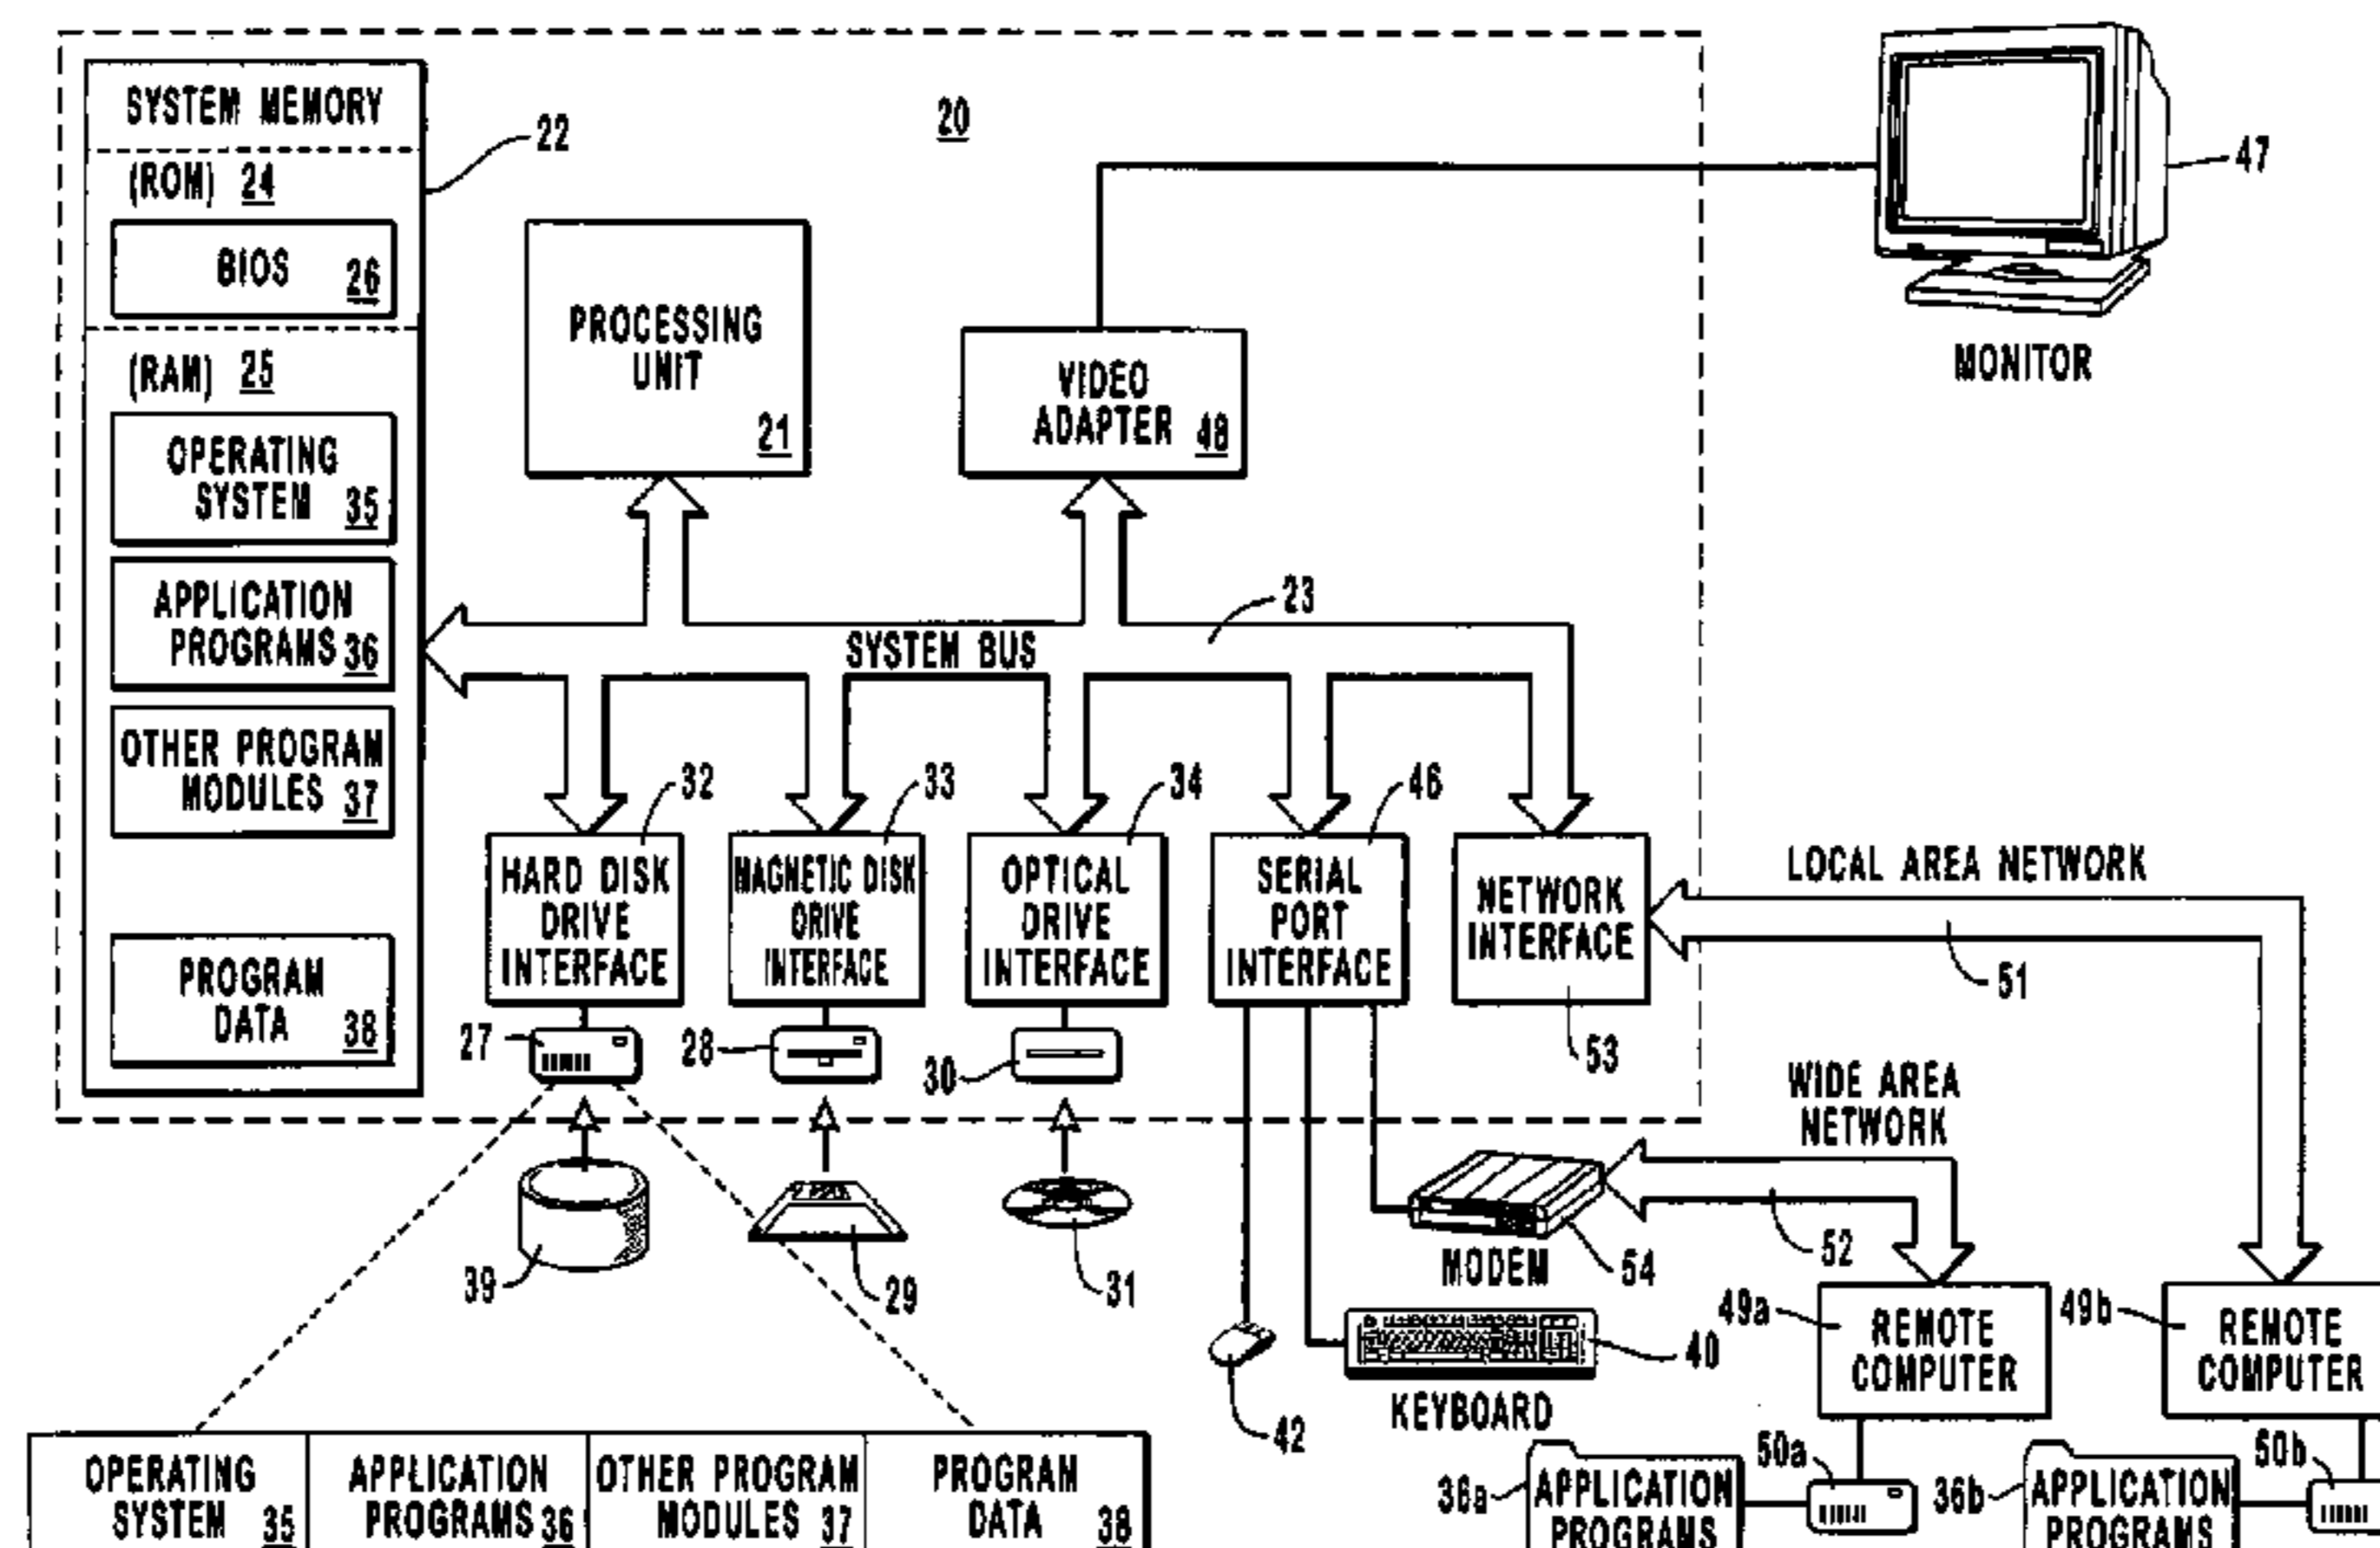 SYSTEM MEMORY
22
(ROM) 24
BIOS 26
(RAM) 25
OPERATING
SYSTEM 35
APPLICATION
PROGRAMS 36
OTHER PROGRAM
MODULES 37
PROGRAM
DATA 38
20
PROCESSING
UNIT
21
VIDEO
ADAPTER 48
47
MONITOR
23
SYSTEM BUS
32
HARD DISK
DRIVE
INTERFACE
33
MAGNETIC DISK
DRIVE
INTERFACE
34
OPTICAL
DRIVE
INTERFACE
46
SERIAL
PORT
INTERFACE
NETWORK
INTERFACE
53
LOCAL AREA NETWORK
51
27
28
30
39
29
31
WIDE AREA
NETWORK
52
MODEM
54
42
40
KEYBOARD
49a
REMOTE
COMPUTER
49b
REMOTE
COMPUTER
OPERATING
SYSTEM 35
APPLICATION
PROGRAMS 36
OTHER PROGRAM
MODULES 37
PROGRAM
DATA 38
36a
APPLICATION
PROGRAMS
50a
36b
APPLICATION
PROGRAMS
50b